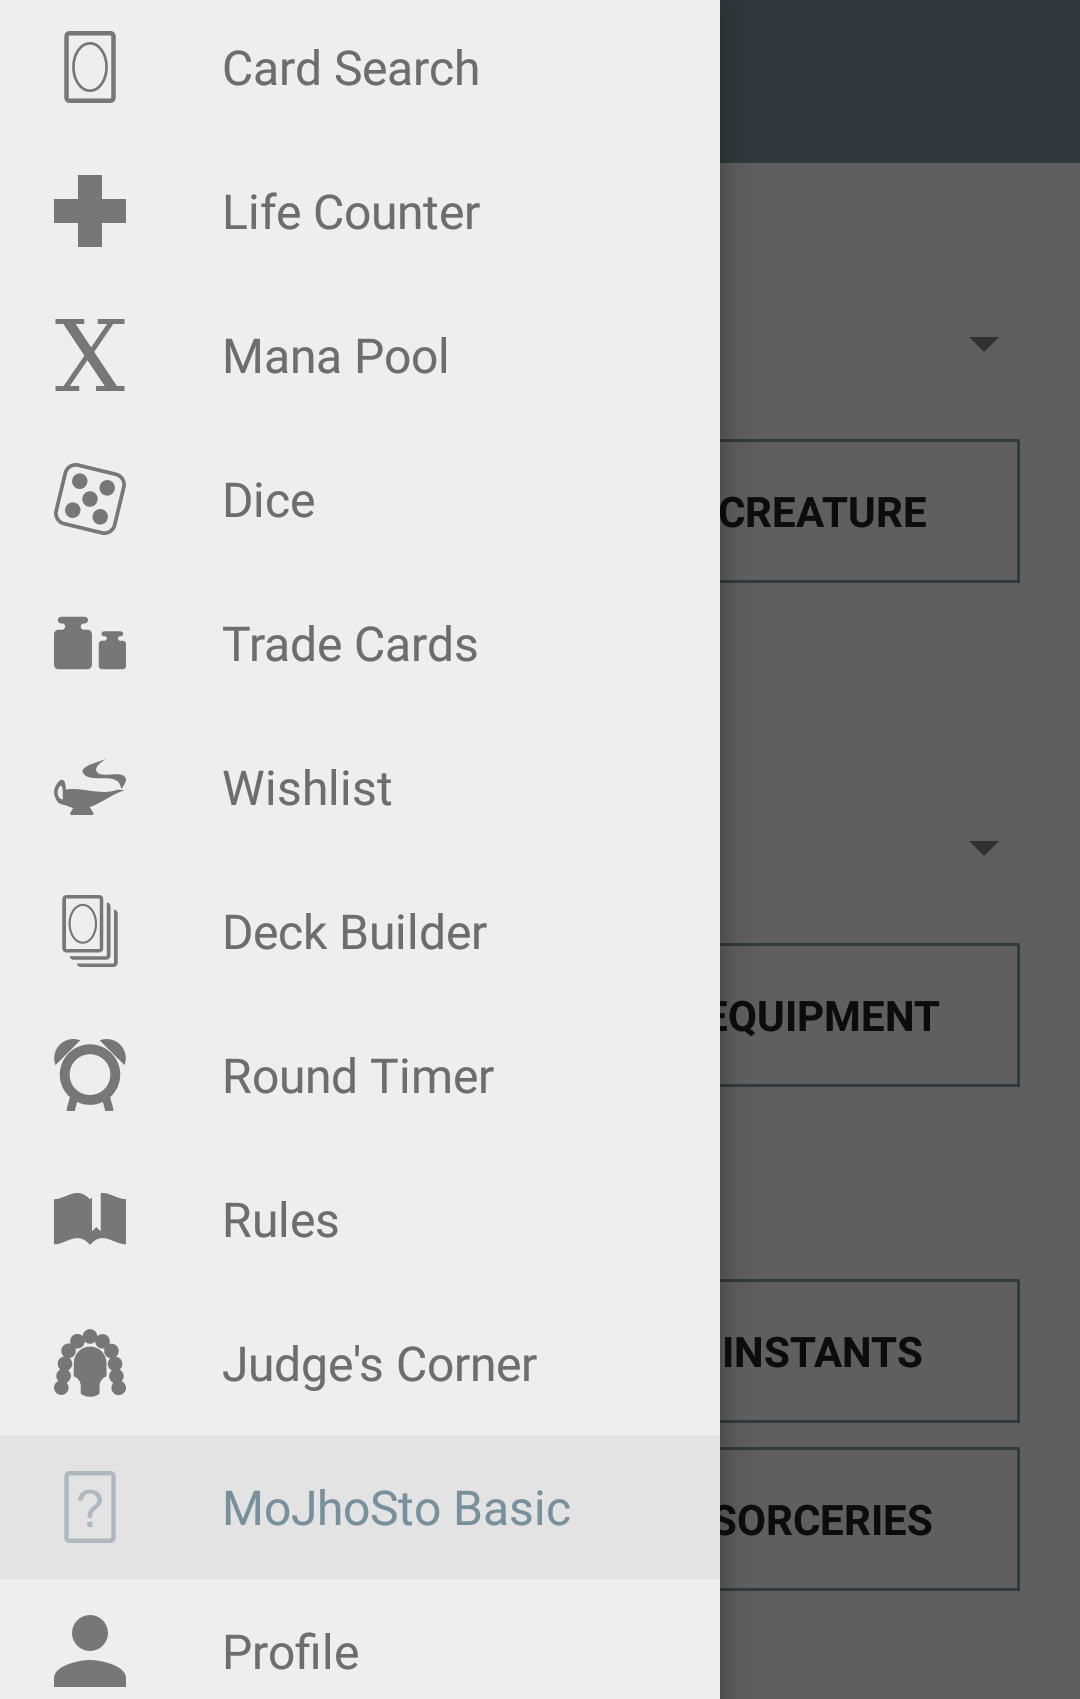 Card Search
Life Counter
X
Mana Pool
Dice
Trade Cards
Wishlist
Deck Builder
Round Timer
Rules
Judge's Corner
?
MoJhoSto Basic
Profile
CREATURE
EQUIPMENT
INSTANTS
SORCERIES